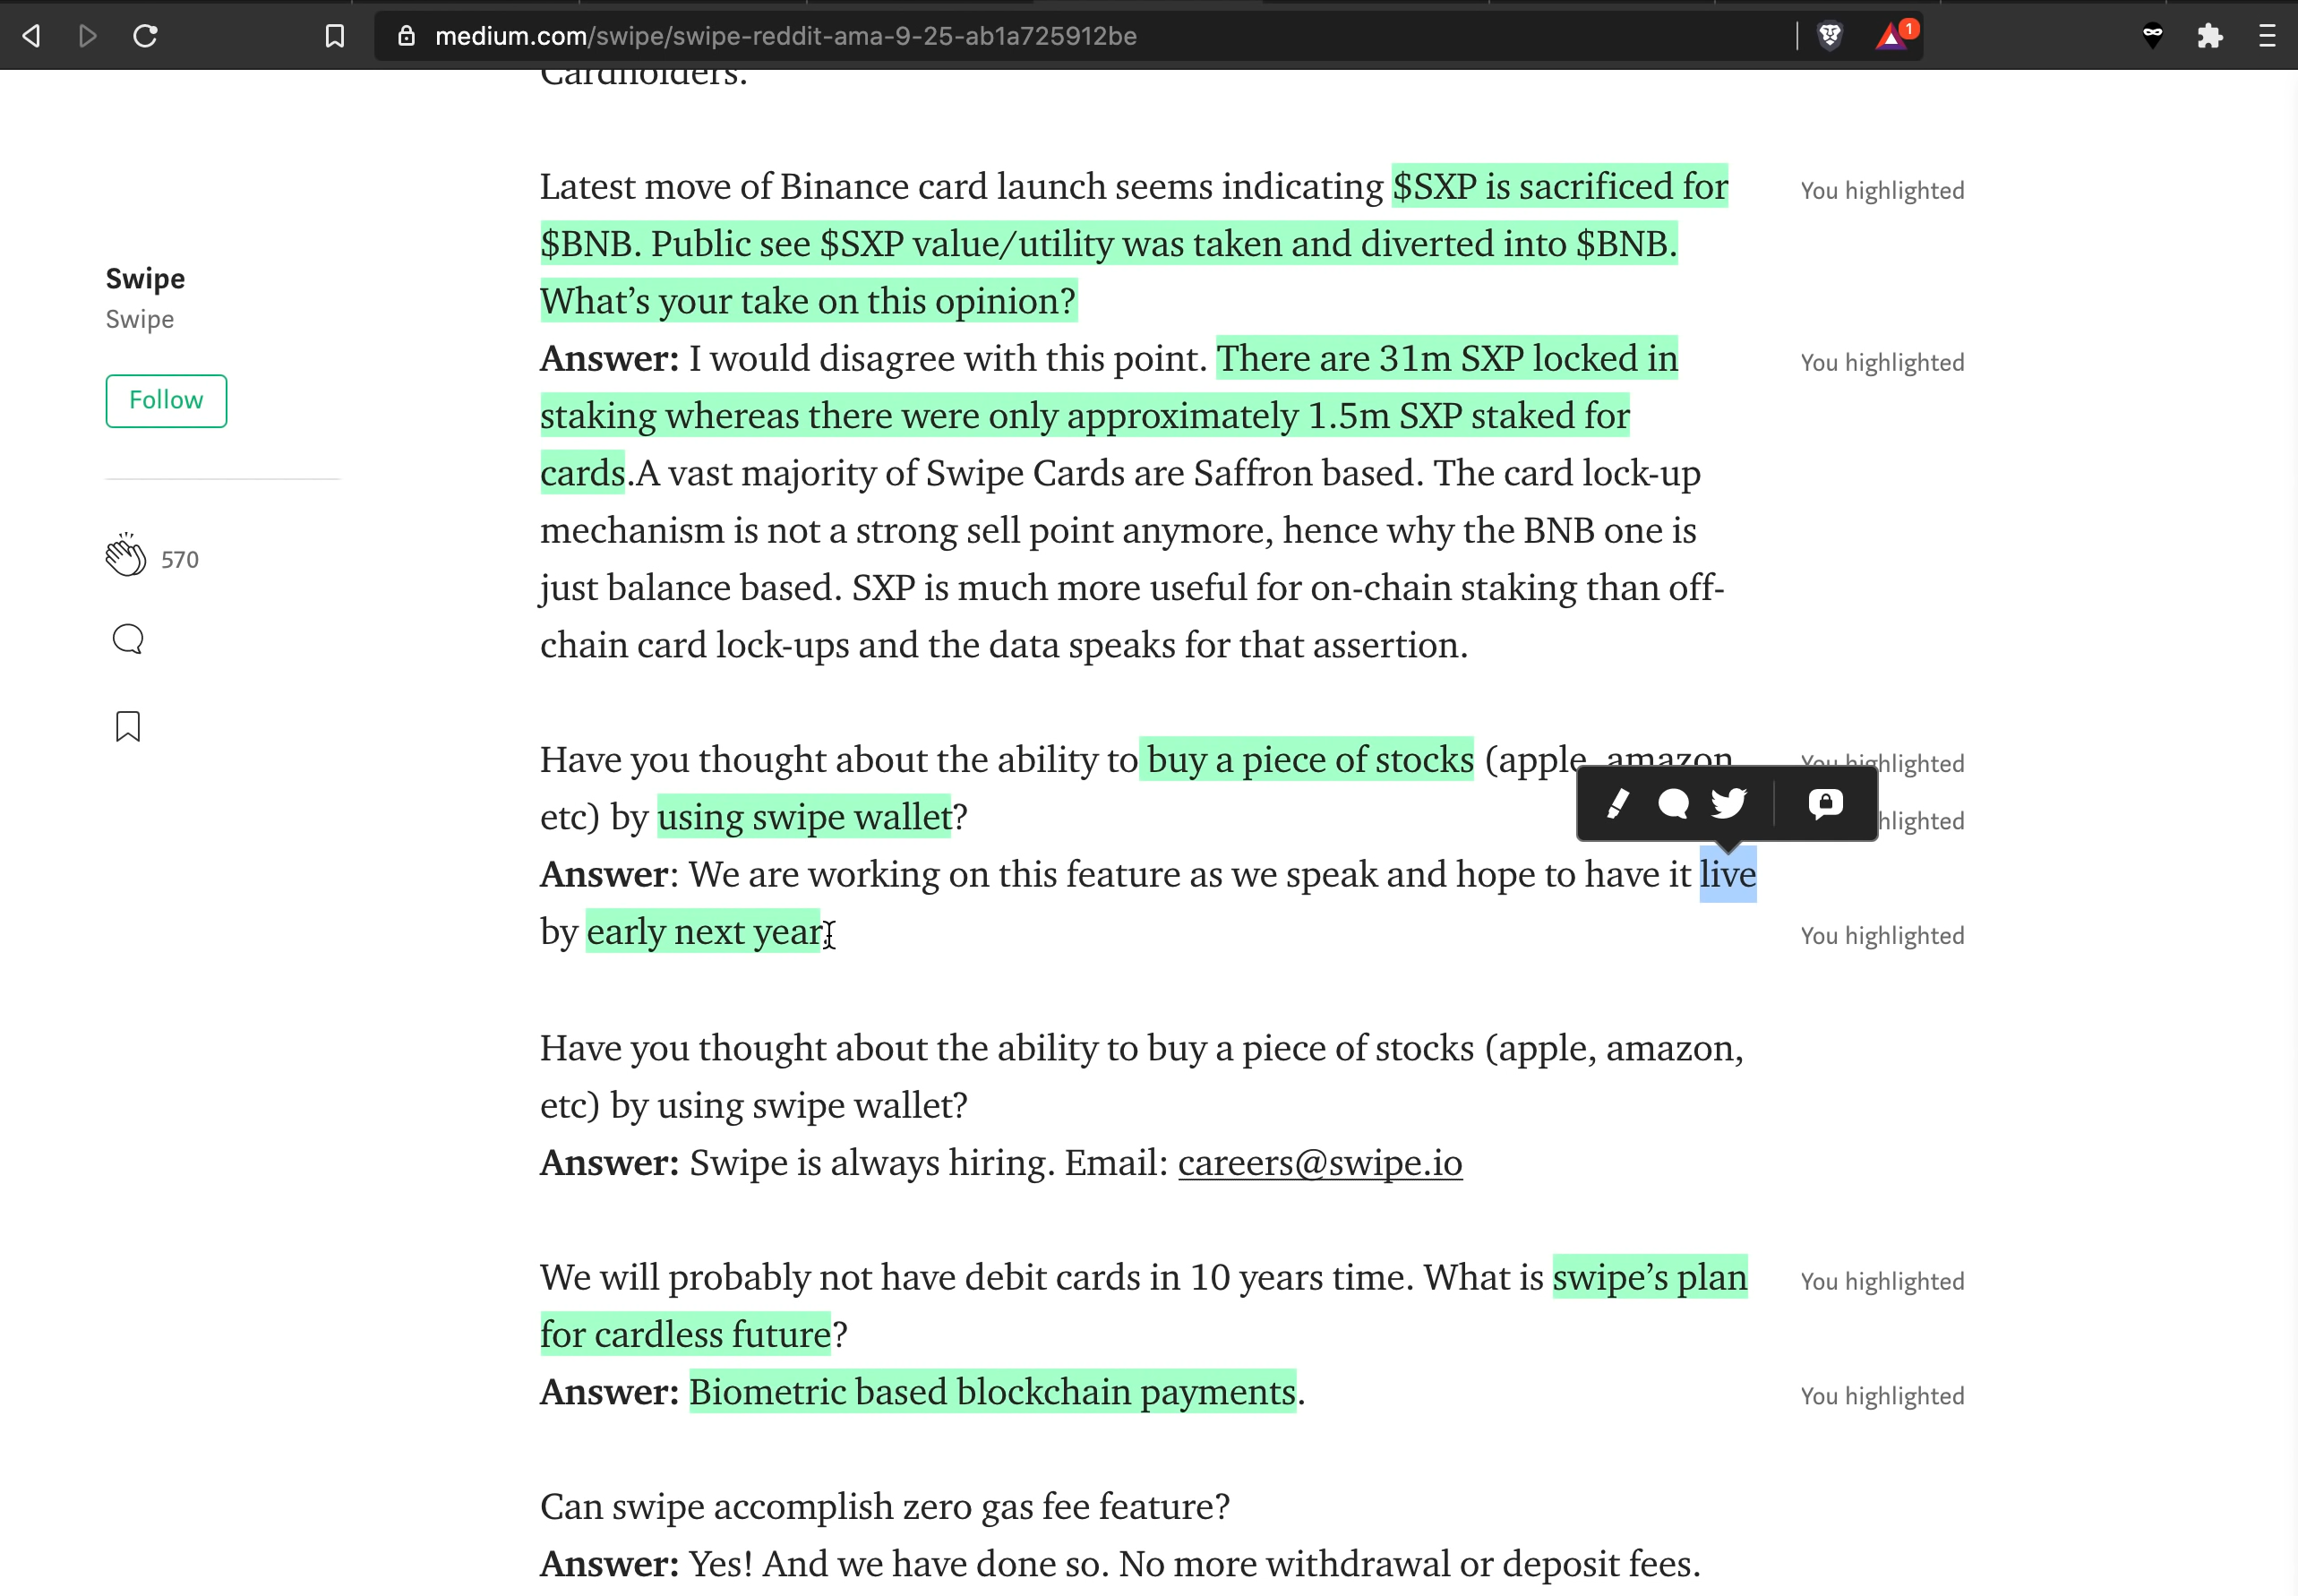 medium.com/swipe/swipe-reddit-ama-9-25-ab1a725912be
1
Cardholders.
Latest move of Binance card launch seems indicating $SXP is sacrificed for
You highlighted
$BNB. Public see $SXP value/utility was taken and diverted into $BNB.
What’s your take on this opinion?
Answer: I would disagree with this point. There are 31m SXP locked in
You highlighted
staking whereas there were only approximately 1.5m SXP staked for
cards.A vast majority of Swipe Cards are Saffron based. The card lock-up
mechanism is not a strong sell point anymore, hence why the BNB one is
just balance based. SXP is much more useful for on-chain staking than off-
chain card lock-ups and the data speaks for that assertion.
Swipe
Swipe
Follow
570
Have you thought about the ability to buy a piece of stocks (apple, amazon
You highlighted
etc) by using swipe wallet?
hlighted
Answer: We are working on this feature as we speak and hope to have it live
by early next year.
You highlighted
Have you thought about the ability to buy a piece of stocks (apple, amazon,
etc) by using swipe wallet?
Answer: Swipe is always hiring. Email: careers@swipe.io
We will probably not have debit cards in 10 years time. What is swipe’s plan
You highlighted
for cardless future?
Answer: Biometric based blockchain payments.
You highlighted
Can swipe accomplish zero gas fee feature?
Answer: Yes! And we have done so. No more withdrawal or deposit fees.